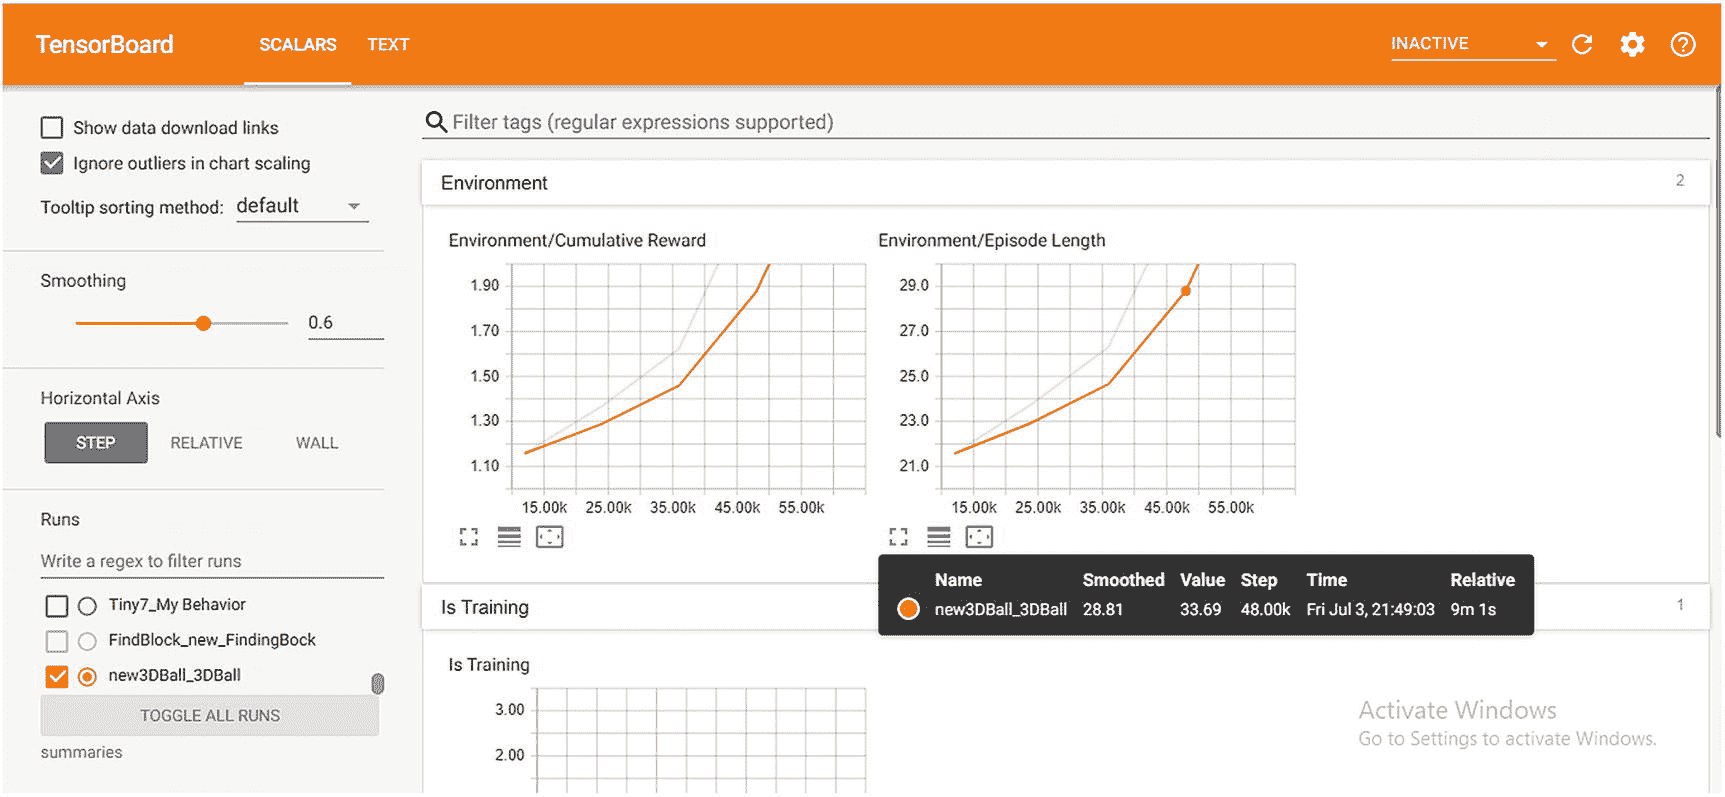 TensorBoard SCALARS TEXT INACTIVE
Show data download links
Ignore outliers in chart scaling
Tooltip sorting method: default
Smoothing
0.6
Horizontal Axis
STEP RELATIVE WALL
Runs
Write a regex to filter runs
Tiny7_My Behavior
FindBlock_new_FindingBock
new3DBall_3DBall
TOGGLE ALL RUNS
summaries
Filter tags (regular expressions supported)
Environment 2
Environment/Cumulative Reward
1.90
1.70
1.50
1.30
1.10
15.00k 25.00k 35.00k 45.00k 55.00k
Environment/Episode Length
29.0
27.0
25.0
23.0
21.0
15.00k 25.00k 35.00k 45.00k 55.00k
Name Smoothed Value Step Time Relative
new3DBall_3DBall 28.81 33.69 48.00k Fri Jul 3, 21:49:03 9m 1s
Is Training 1
Is Training
3.00
2.00
Activate Windows
Go to Settings to activate Windows.